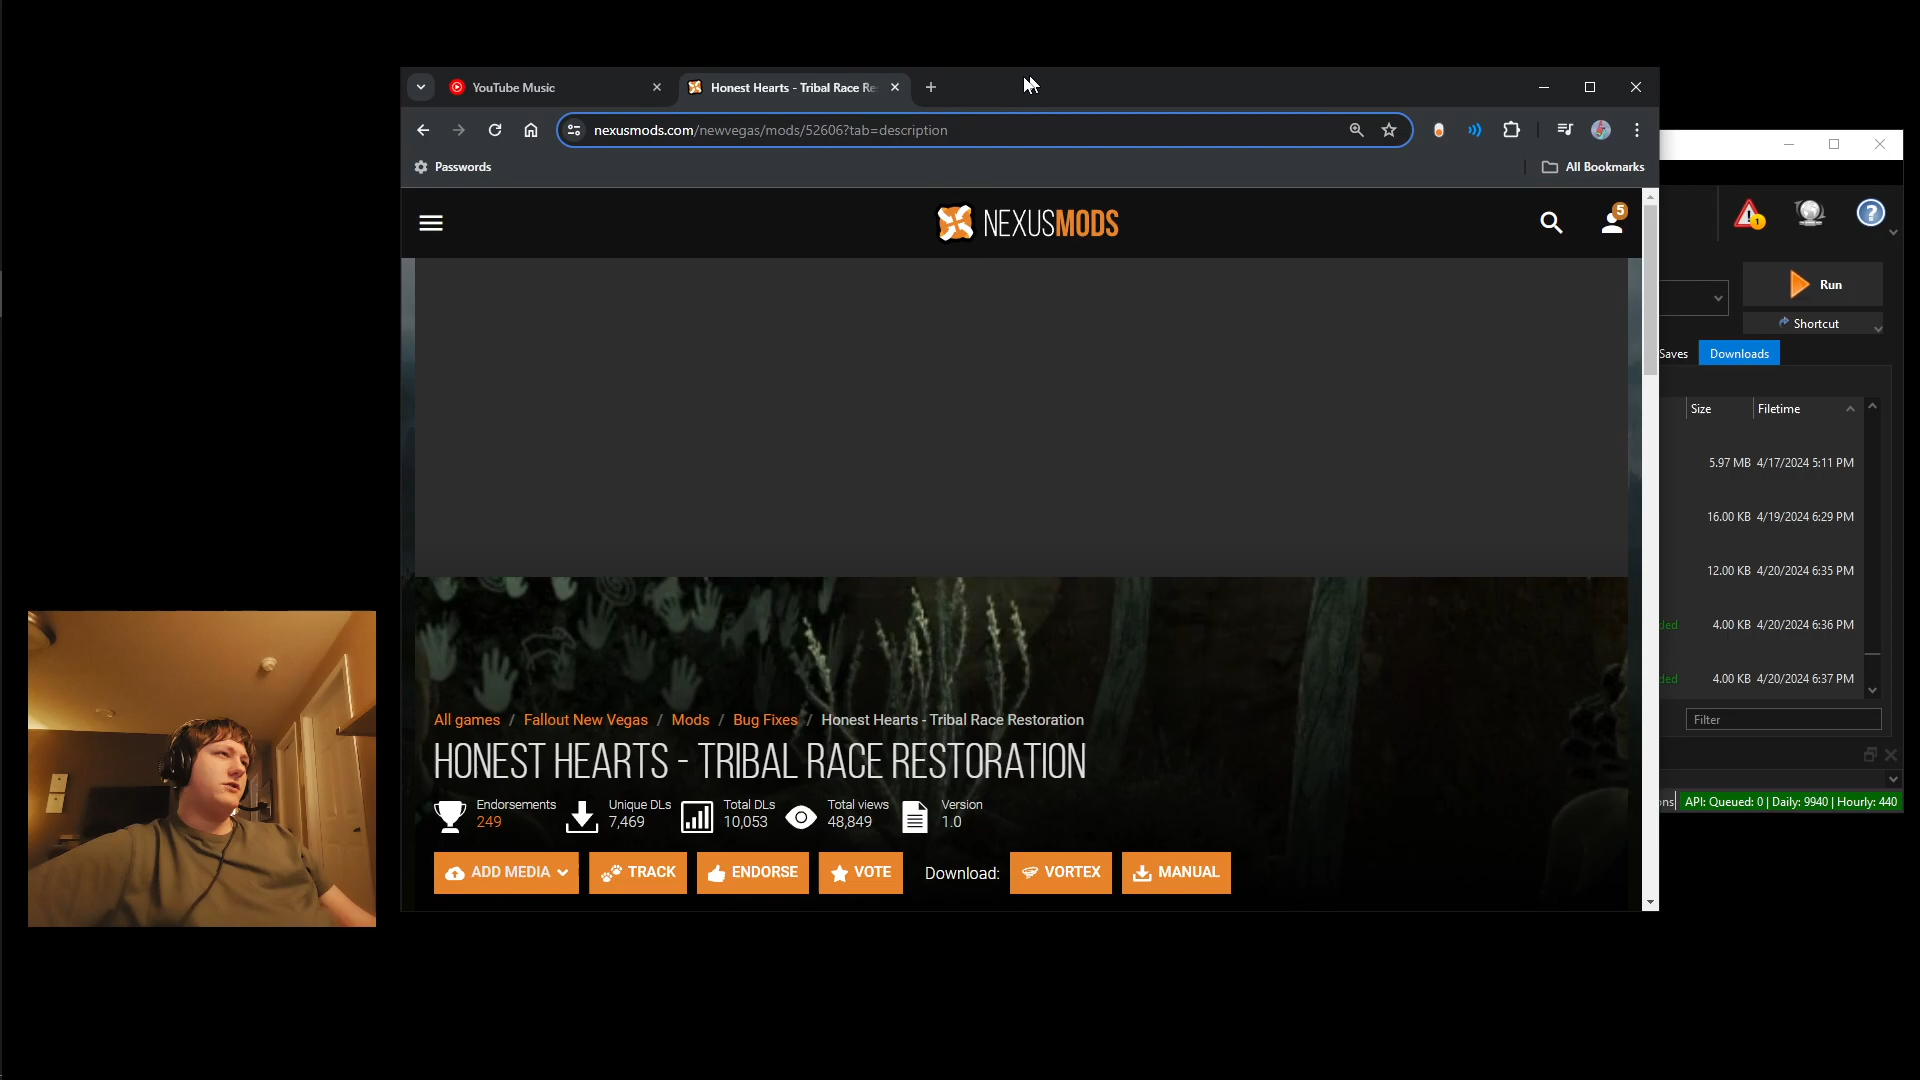 YouTube Music
Honest Hearts - Tribal Race Re
nexusmods.com/newvegas/mods/52606?tab=description
Passwords
All Bookmarks
NEXUSMODS
5
1
Run
Shortcut
Saves
Downloads
Size
Filetime
5.97 MB 4/17/2024 5:11 PM
16.00 KB 4/19/2024 6:29 PM
12.00 KB 4/20/2024 6:35 PM
ded 4.00 KB 4/20/2024 6:36 PM
ded 4.00 KB 4/20/2024 6:37 PM
Filter
ons API: Queued: 0 | Daily: 9940 | Hourly: 440
All games / Fallout New Vegas / Mods / Bug Fixes / Honest Hearts - Tribal Race Restoration
HONEST HEARTS - TRIBAL RACE RESTORATION
Endorsements
249
Unique DLs
7,469
Total DLs
10,053
Total views
48,849
Version
1.0
ADD MEDIA
TRACK
ENDORSE
VOTE
Download:
VORTEX
MANUAL